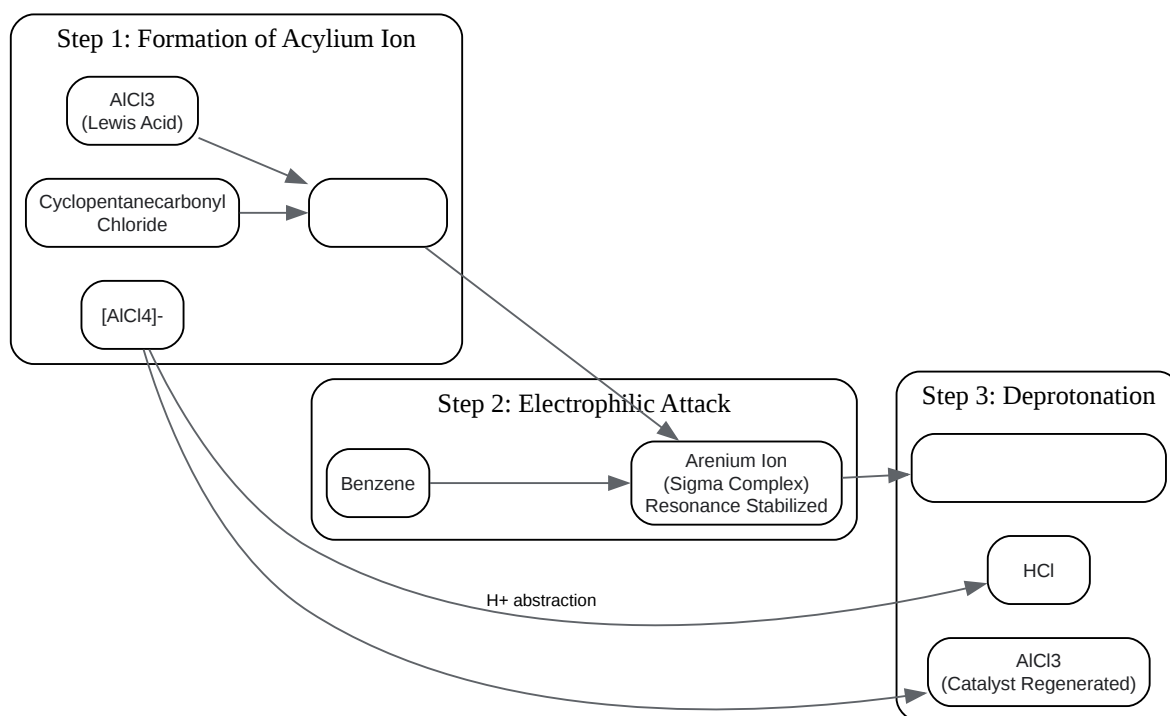 Step 1: Formation of Acylium Ion
AlCl3
(Lewis Acid)
Cyclopentanecarbonyl
Chloride
[AlCl4]-
Step 2: Electrophilic Attack
Benzene
Arenium Ion
(Sigma Complex)
Resonance Stabilized
Step 3: Deprotonation
HCl
H+ abstraction
AlCl3
(Catalyst Regenerated)